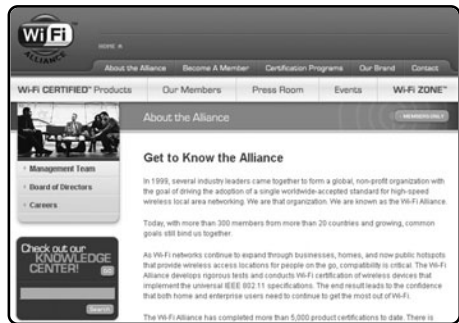 Wi Fi
ALLIANCE
HOME
About the Alliance Become A Member Certification Programs Our Brand Contact
Wi-Fi CERTIFIED™ Products Our Members Press Room Events Wi-Fi ZONE™
About the Alliance
MEMBERS ONLY
Management Team
Board of Directors
Careers
Check out our
KNOWLEDGE
CENTER! GO
Search
Get to Know the Alliance
In 1999, several industry leaders came together to form a global, non-profit organization with
the goal of driving the adoption of a single worldwide-accepted standard for high-speed
wireless local area networking. We are that organization. We are known as the Wi-Fi Alliance.
Today, with more than 300 members from more than 20 countries and growing, common
goals still bind us together.
As Wi-Fi networks continue to expand through businesses, homes, and now public hotspots
that provide wireless access locations for people on the go, compatibility is critical. The Wi-Fi
Alliance develops rigorous tests and conducts Wi-Fi certification of wireless devices that
implement the universal IEEE 802.11 specifications. The end result leads to the confidence
that both home and enterprise users need to continue to get the most out of Wi-Fi.
The Wi-Fi Alliance has completed more than 5,000 product certifications to date. There is